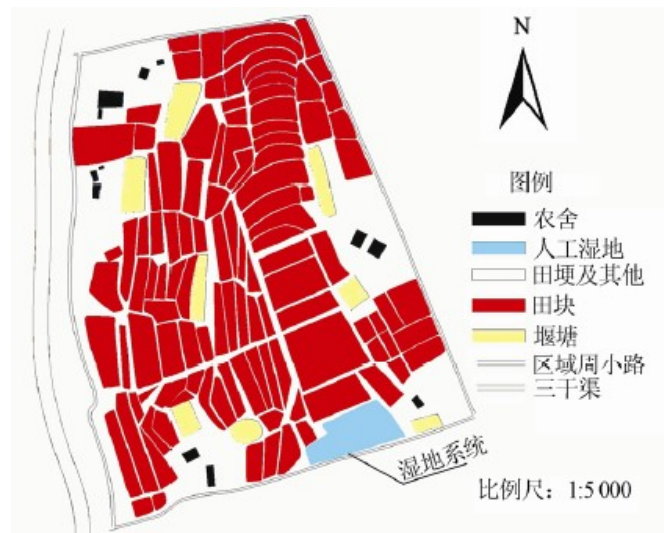 N
图例
农舍
人工湿地
田埂及其他
田块
堰塘
区域周小路
三干渠
湿地系统
比例尺：1:5 000